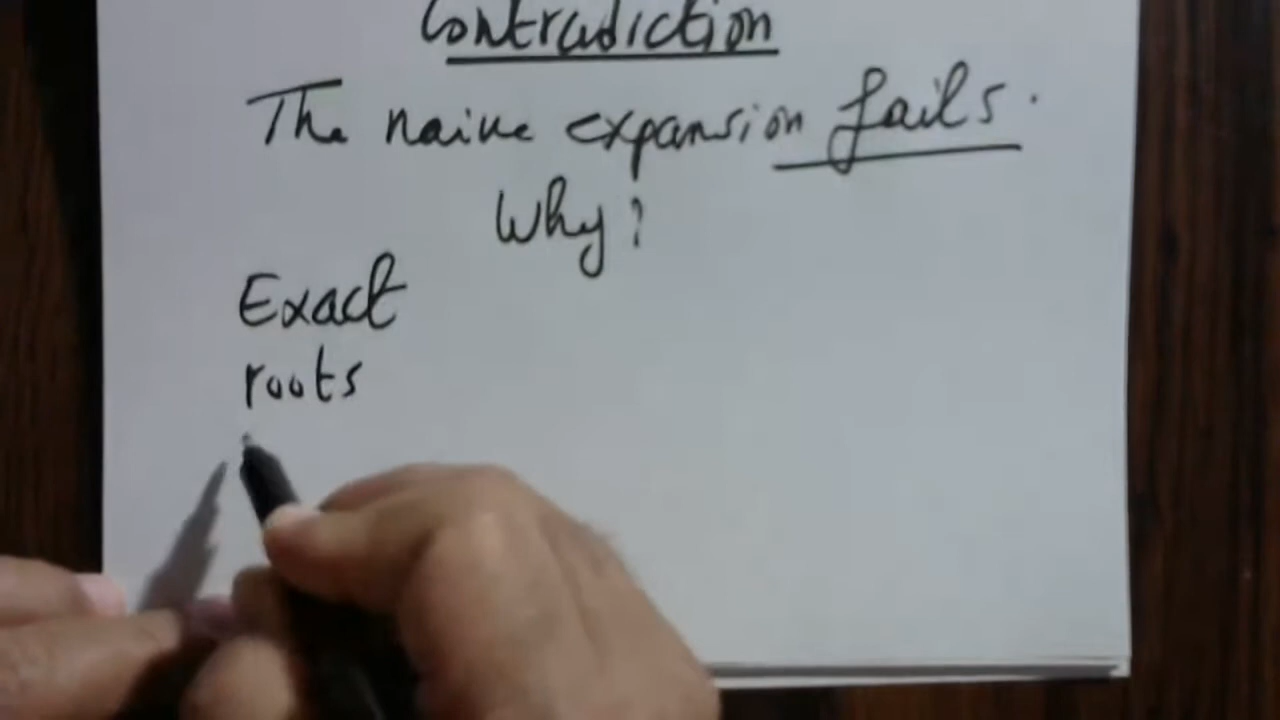 Contradiction
The naive expansion fails.
Why?
Exact
roots